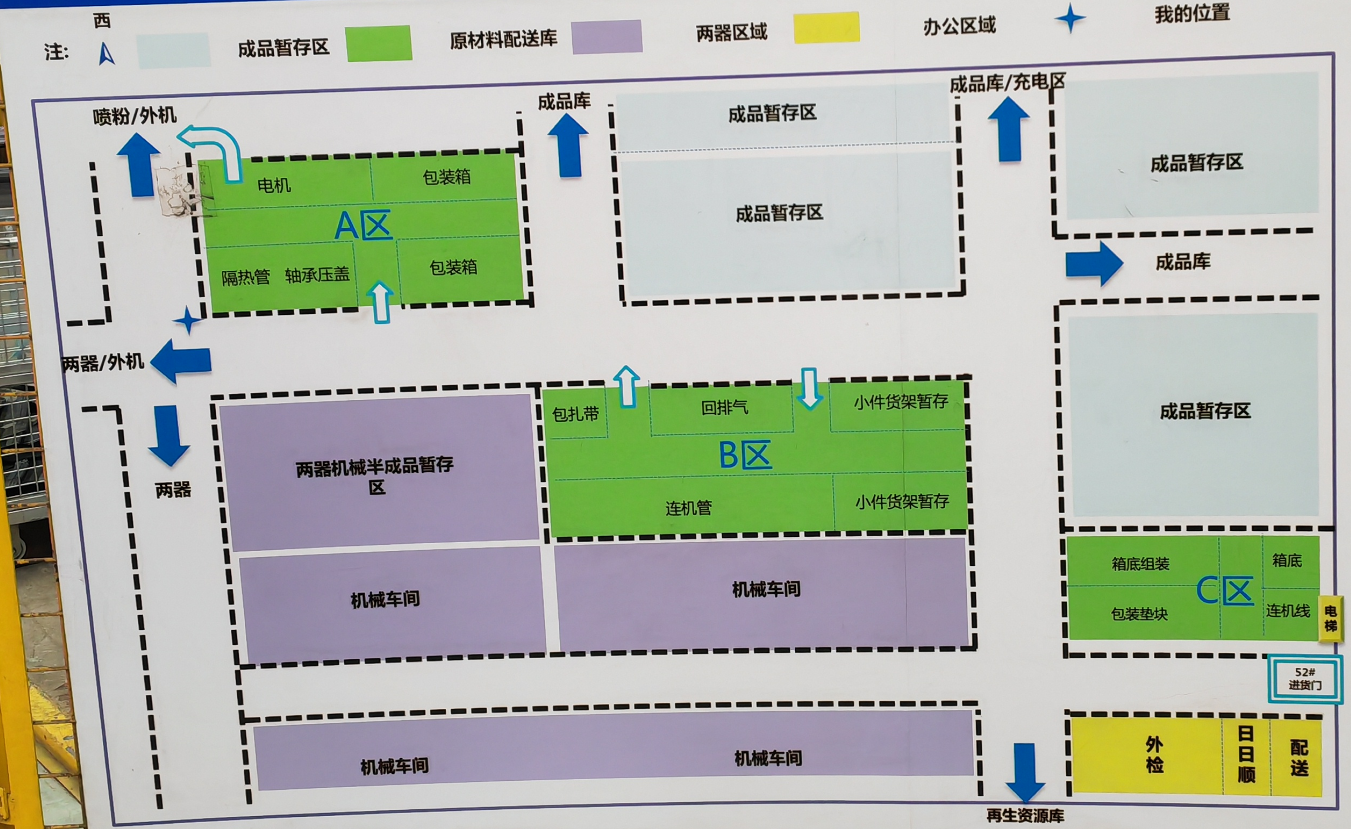 西
注:
成品暂存区
原材料配送库
两器区域
办公区域
我的位置
喷粉/外机
成品库
成品暂存区
成品库/充电区
成品暂存区
电机
包装箱
A区
成品暂存区
隔热管 轴承压盖
包装箱
成品库
两器/外机
包扎带
回排气
小件货架暂存
成品暂存区
B区
两器机械半成品暂存
区
两器
连机管
小件货架暂存
箱底组装
箱底
C区
包装垫块
连机线
电
梯
机械车间
机械车间
52#
进货门
外
检
日
日
顺
配
送
机械车间
机械车间
再生资源库